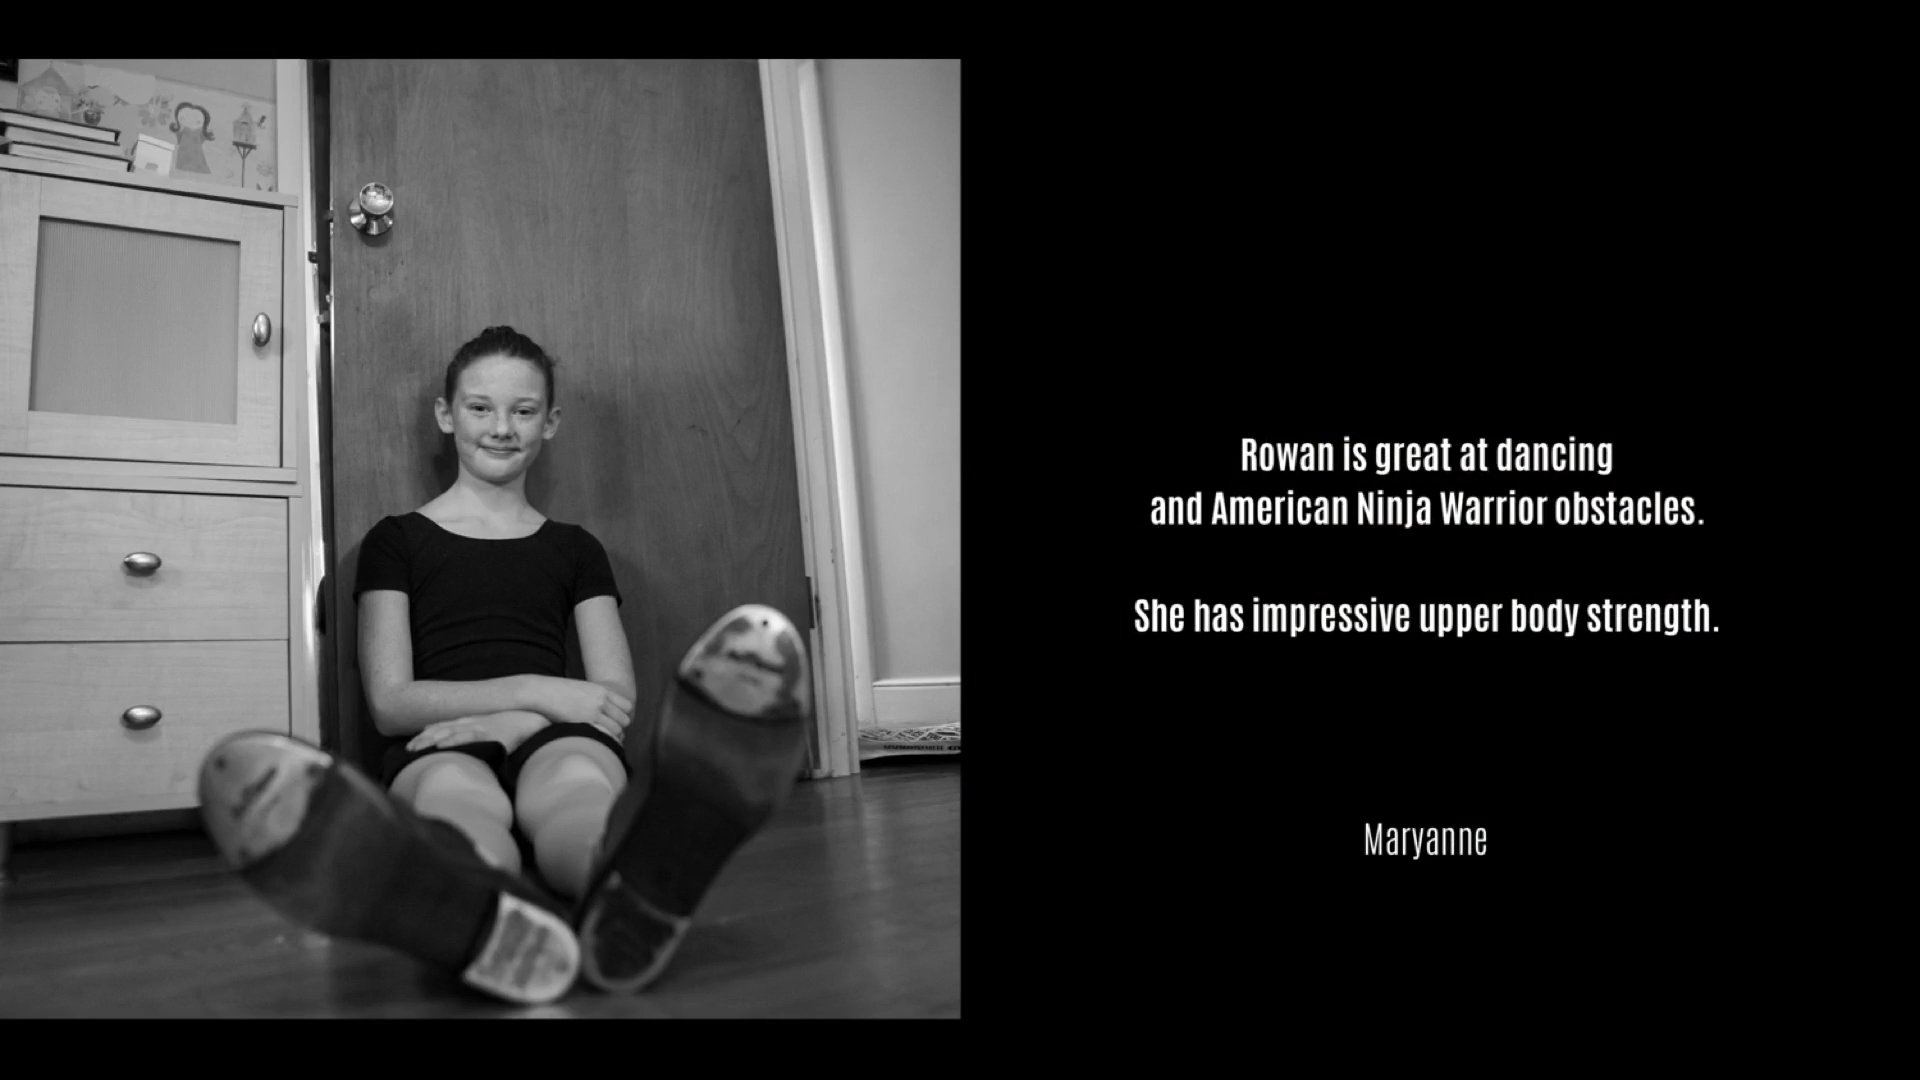 Rowan is great at dancing
and American Ninja Warrior obstacles.
She has impressive upper body strength.
Maryanne